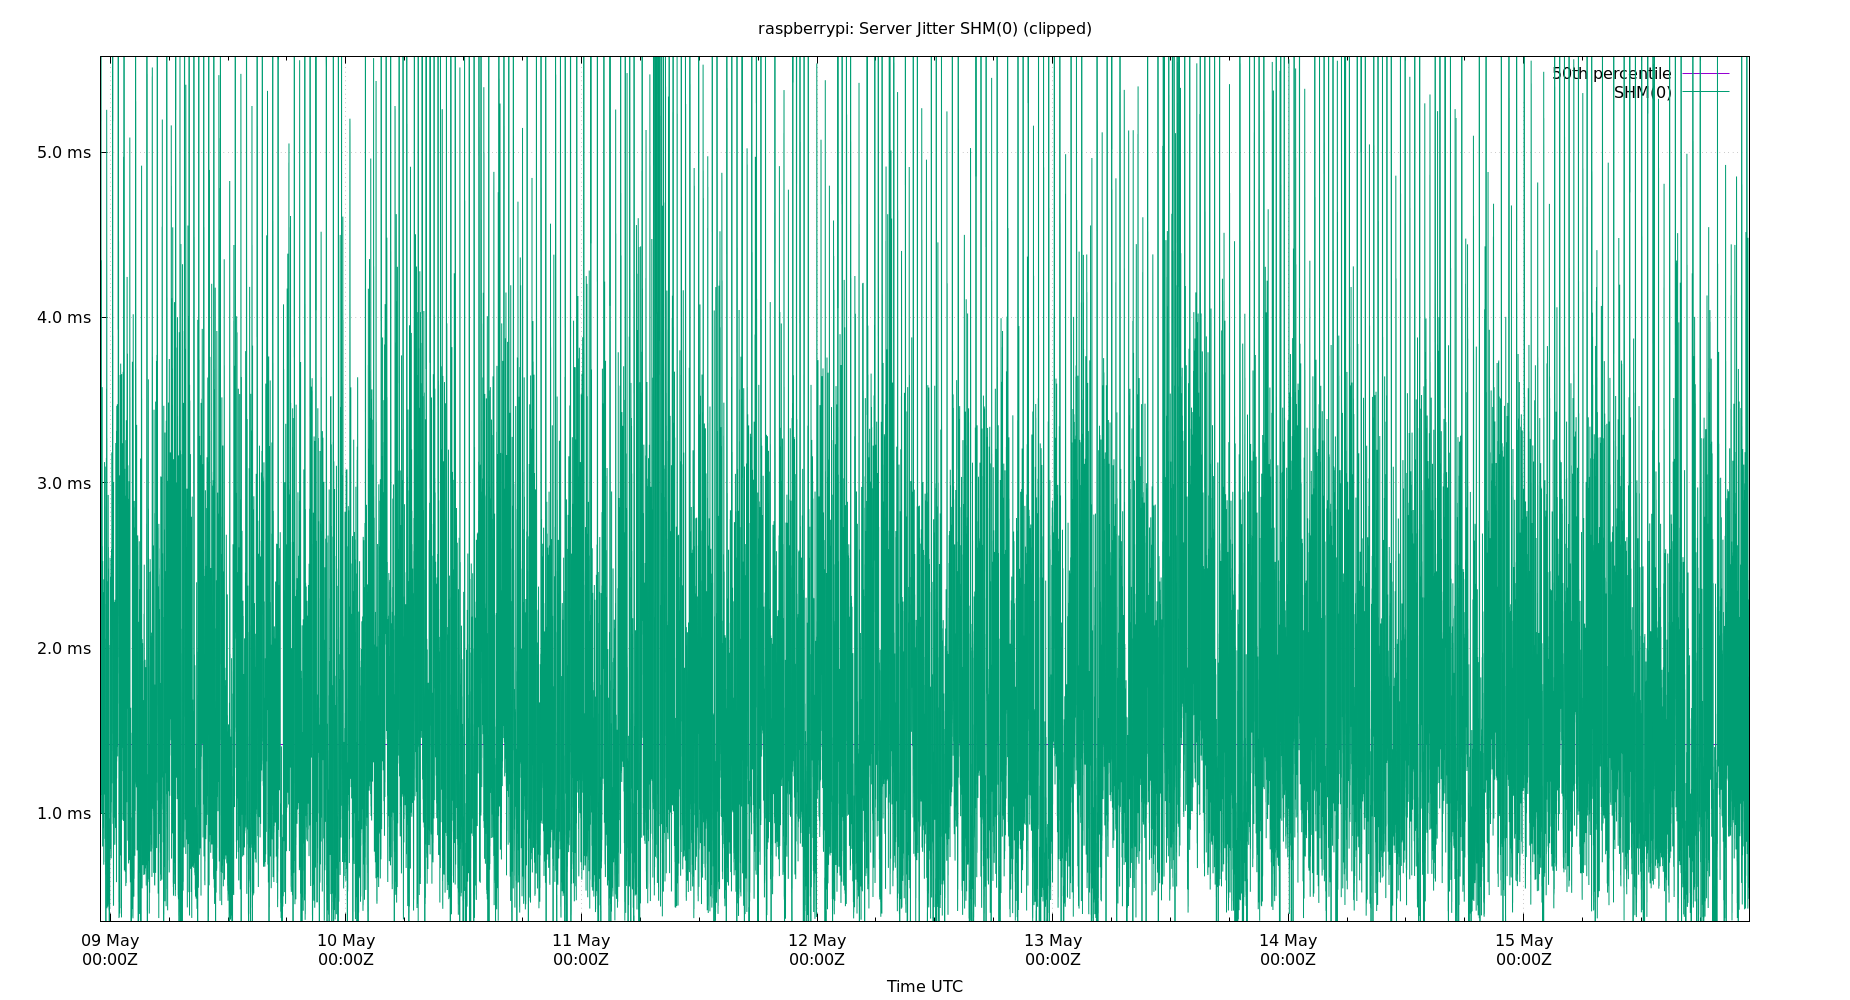 raspberrypi: Server Jitter SHM(0) (clipped)
50th percentile
SHM(0)
5.0 ms
4.0 ms
3.0 ms
2.0 ms
1.0 ms
09 May 10 May 11 May 12 May 13 May 14 May 15 May
00:00Z 00:00Z 00:00Z 00:00Z 00:00Z 00:00Z 00:00Z
Time UTC